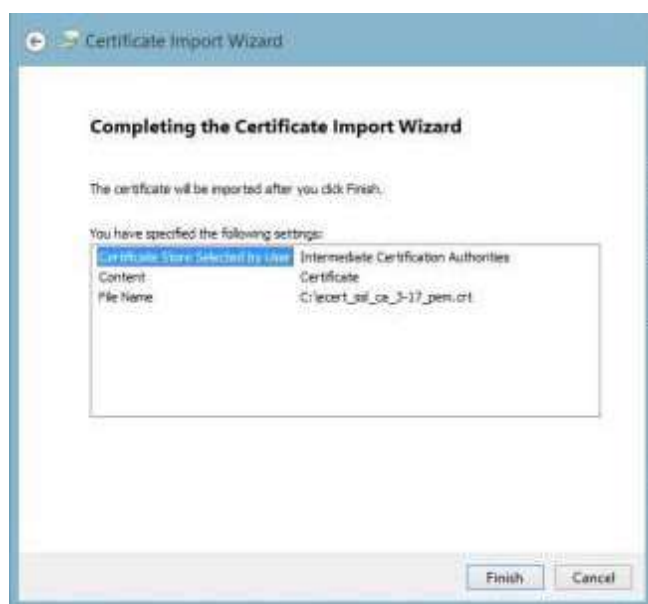 Certificate Import Wizard
Completing the Certificate Import Wizard
The certificate will be imported after you click Finish.
You have specified the following settings:
Certificate Store Selected by User Intermediate Certification Authorities
Content Certificate
File Name C:\ecert_ssl_ca_3-17_pem.crt
Finish Cancel